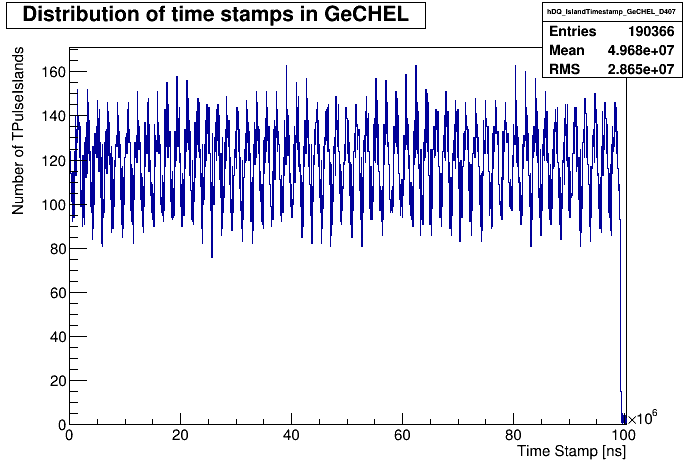 Distribution of time stamps in GeCHEL
hDQ_IslandTimestamp_GeCHEL_D407
Entries 190366
Mean 4.968e+07
RMS 2.865e+07
Number of TPulseIslands
160
140
120
100
80
60
40
20
0
0 20 40 60 80 100
×10^6
Time Stamp [ns]